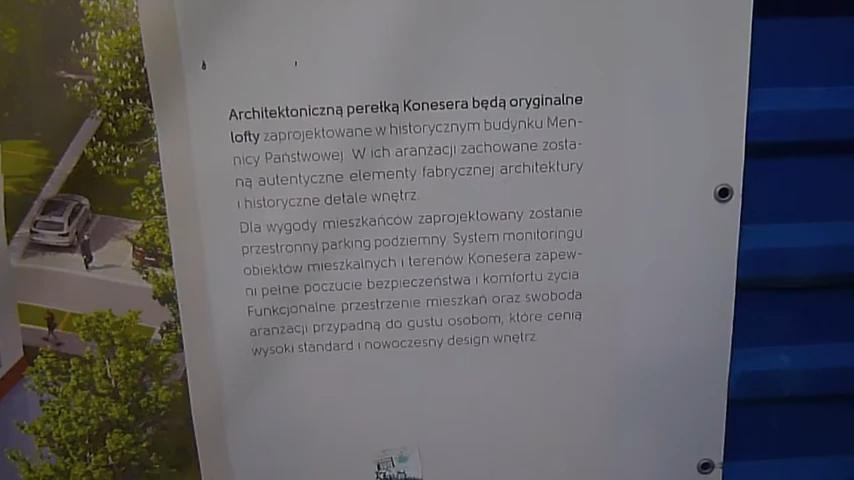 Architektoniczną perełką Konesera będą oryginalne
lofty zaprojektowane w historycznym budynku Men-
nicy Państwowej. W ich aranżacji zachowane zosta-
ną autentyczne elementy fabrycznej architektury
i historyczne detale wnętrz.
Dla wygody mieszkańców zaprojektowany zostanie
przestronny parking podziemny. System monitoringu
obiektów mieszkalnych i terenów Konesera zapew-
ni pełne poczucie bezpieczeństwa i komfortu życia.
Funkcjonalne przestrzenie mieszkań oraz swoboda
aranżacji przypadną do gustu osobom, które cenią
wysoki standard i nowoczesny design wnętrz.